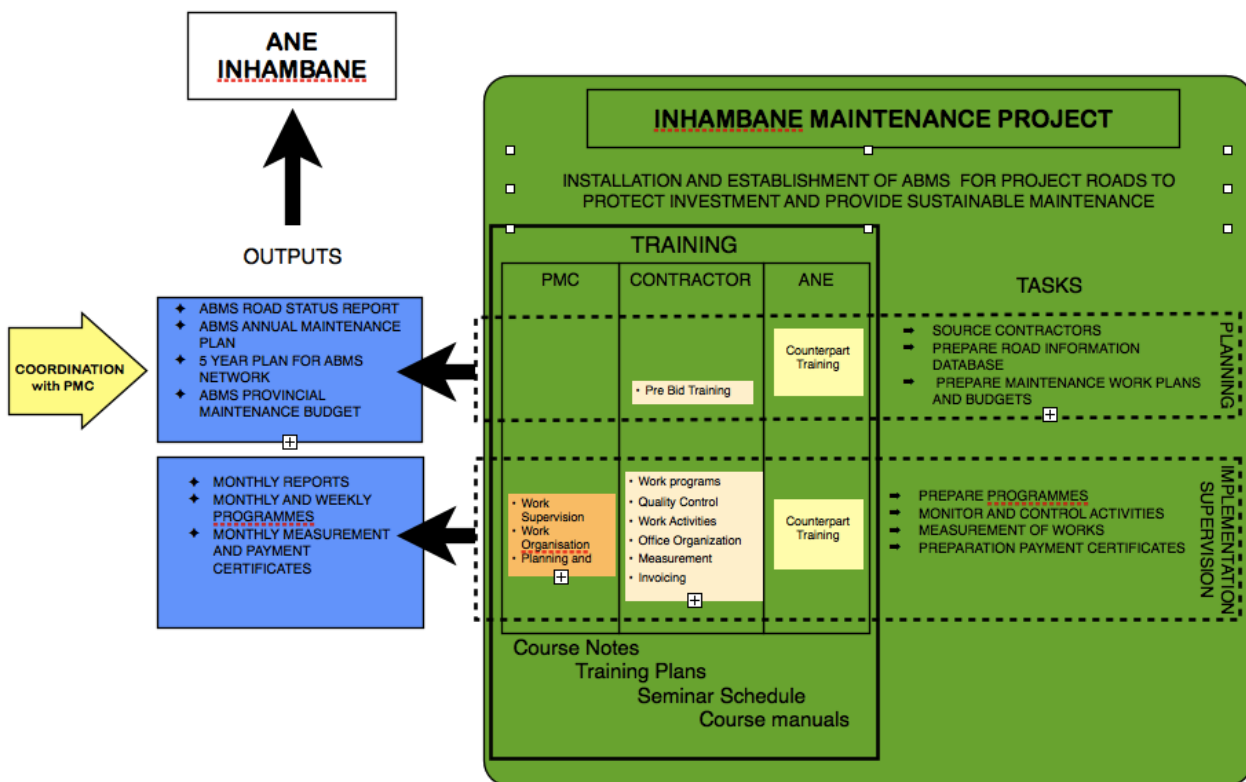 ANE
INHAMBANE
INHAMBANE MAINTENANCE PROJECT
INSTALLATION AND ESTABLISHMENT OF ABMS FOR PROJECT ROADS TO
PROTECT INVESTMENT AND PROVIDE SUSTAINABLE MAINTENANCE
OUTPUTS
COORDINATION
with PMC
✦ ABMS ROAD STATUS REPORT
✦ ABMS ANNUAL MAINTENANCE
PLAN
✦ 5 YEAR PLAN FOR ABMS
NETWORK
✦ ABMS PROVINCIAL
MAINTENANCE BUDGET
✦ MONTHLY REPORTS
✦ MONTHLY AND WEEKLY
PROGRAMMES
✦ MONTHLY MEASUREMENT
AND PAYMENT
CERTIFICATES
TRAINING
PMC
CONTRACTOR
ANE
• Pre Bid Training
Counterpart
Training
• Work
Supervision
• Work
Organisation
• Planning and
• Work programs
• Quality Control
• Work Activities
• Office Organization
• Measurement
• Invoicing
Counterpart
Training
Course Notes
Training Plans
Seminar Schedule
Course manuals
TASKS
➡ SOURCE CONTRACTORS
➡ PREPARE ROAD INFORMATION
DATABASE
➡ PREPARE MAINTENANCE WORK PLANS
AND BUDGETS
PLANNING
➡ PREPARE PROGRAMMES
➡ MONITOR AND CONTROL ACTIVITIES
➡ MEASUREMENT OF WORKS
➡ PREPARATION PAYMENT CERTIFICATES
IMPLEMENTATION
SUPERVISION